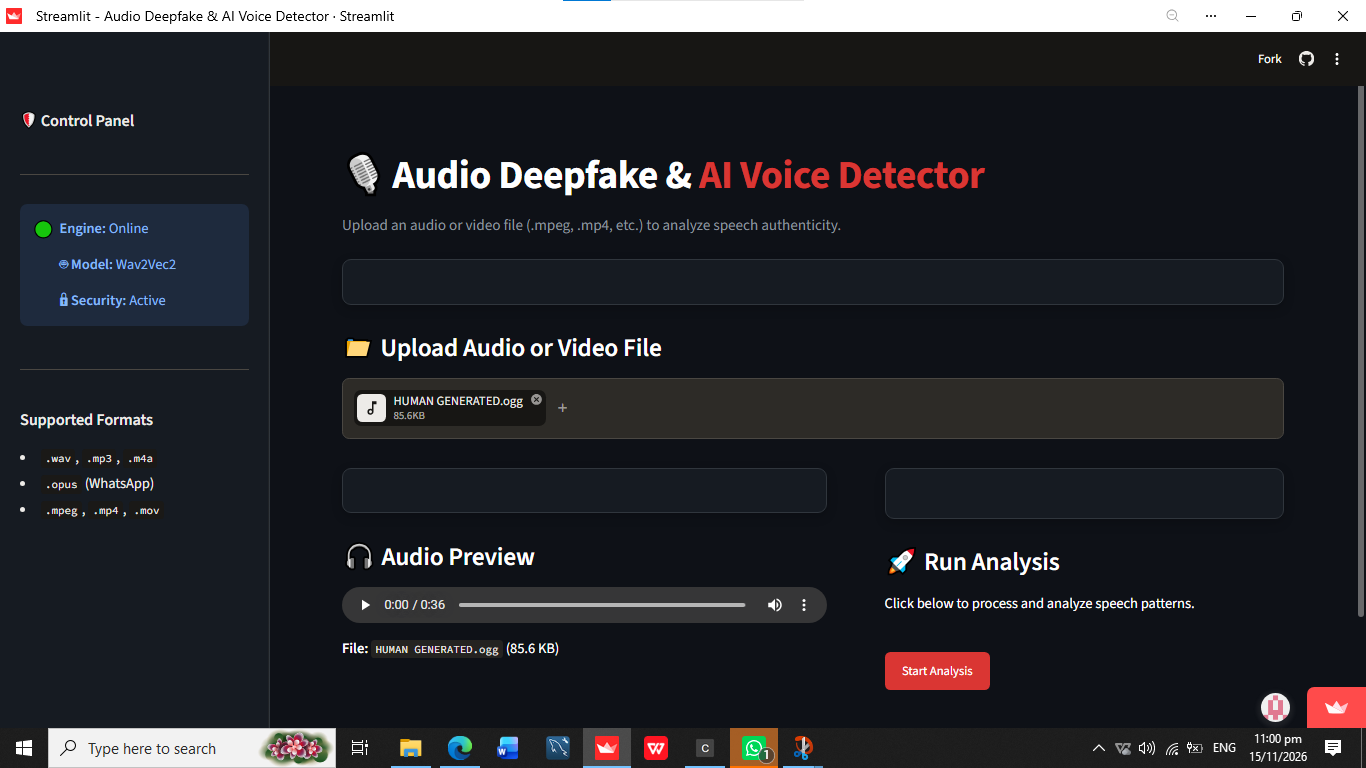 Streamlit - Audio Deepfake & AI Voice Detector · Streamlit
Fork
Control Panel
Engine: Online
Model: Wav2Vec2
Security: Active
Supported Formats
.wav, .mp3, .m4a
.opus (WhatsApp)
.mpeg, .mp4, .mov
Audio Deepfake & AI Voice Detector
Upload an audio or video file (.mpeg, .mp4, etc.) to analyze speech authenticity.
Upload Audio or Video File
HUMAN GENERATED.ogg
85.6KB
Audio Preview
0:00 / 0:36
File: HUMAN GENERATED.ogg (85.6 KB)
Run Analysis
Click below to process and analyze speech patterns.
Start Analysis
Type here to search
W
C
1
ENG
11:00 pm
15/11/2026